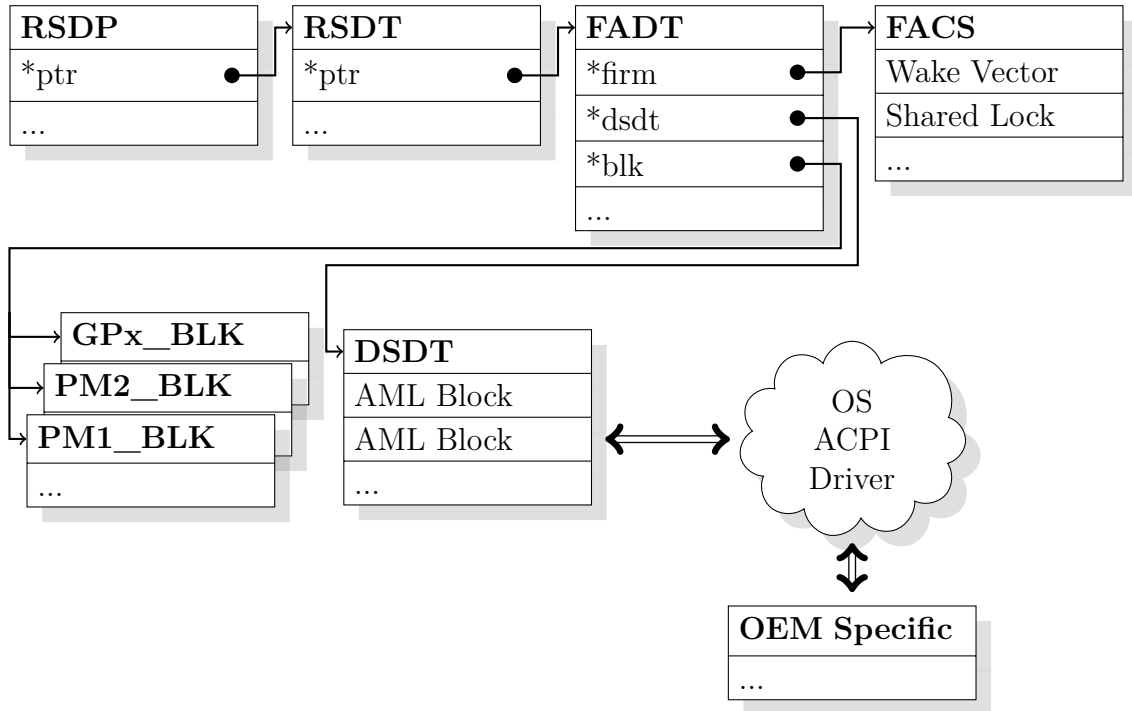 RSDP
*ptr
...
RSDT
*ptr
...
FADT
*firm
*dsdt
*blk
...
FACS
Wake Vector
Shared Lock
...
GPx_BLK
PM2_BLK
PM1_BLK
...
DSDT
AML Block
AML Block
...
OS
ACPI
Driver
OEM Specific
...